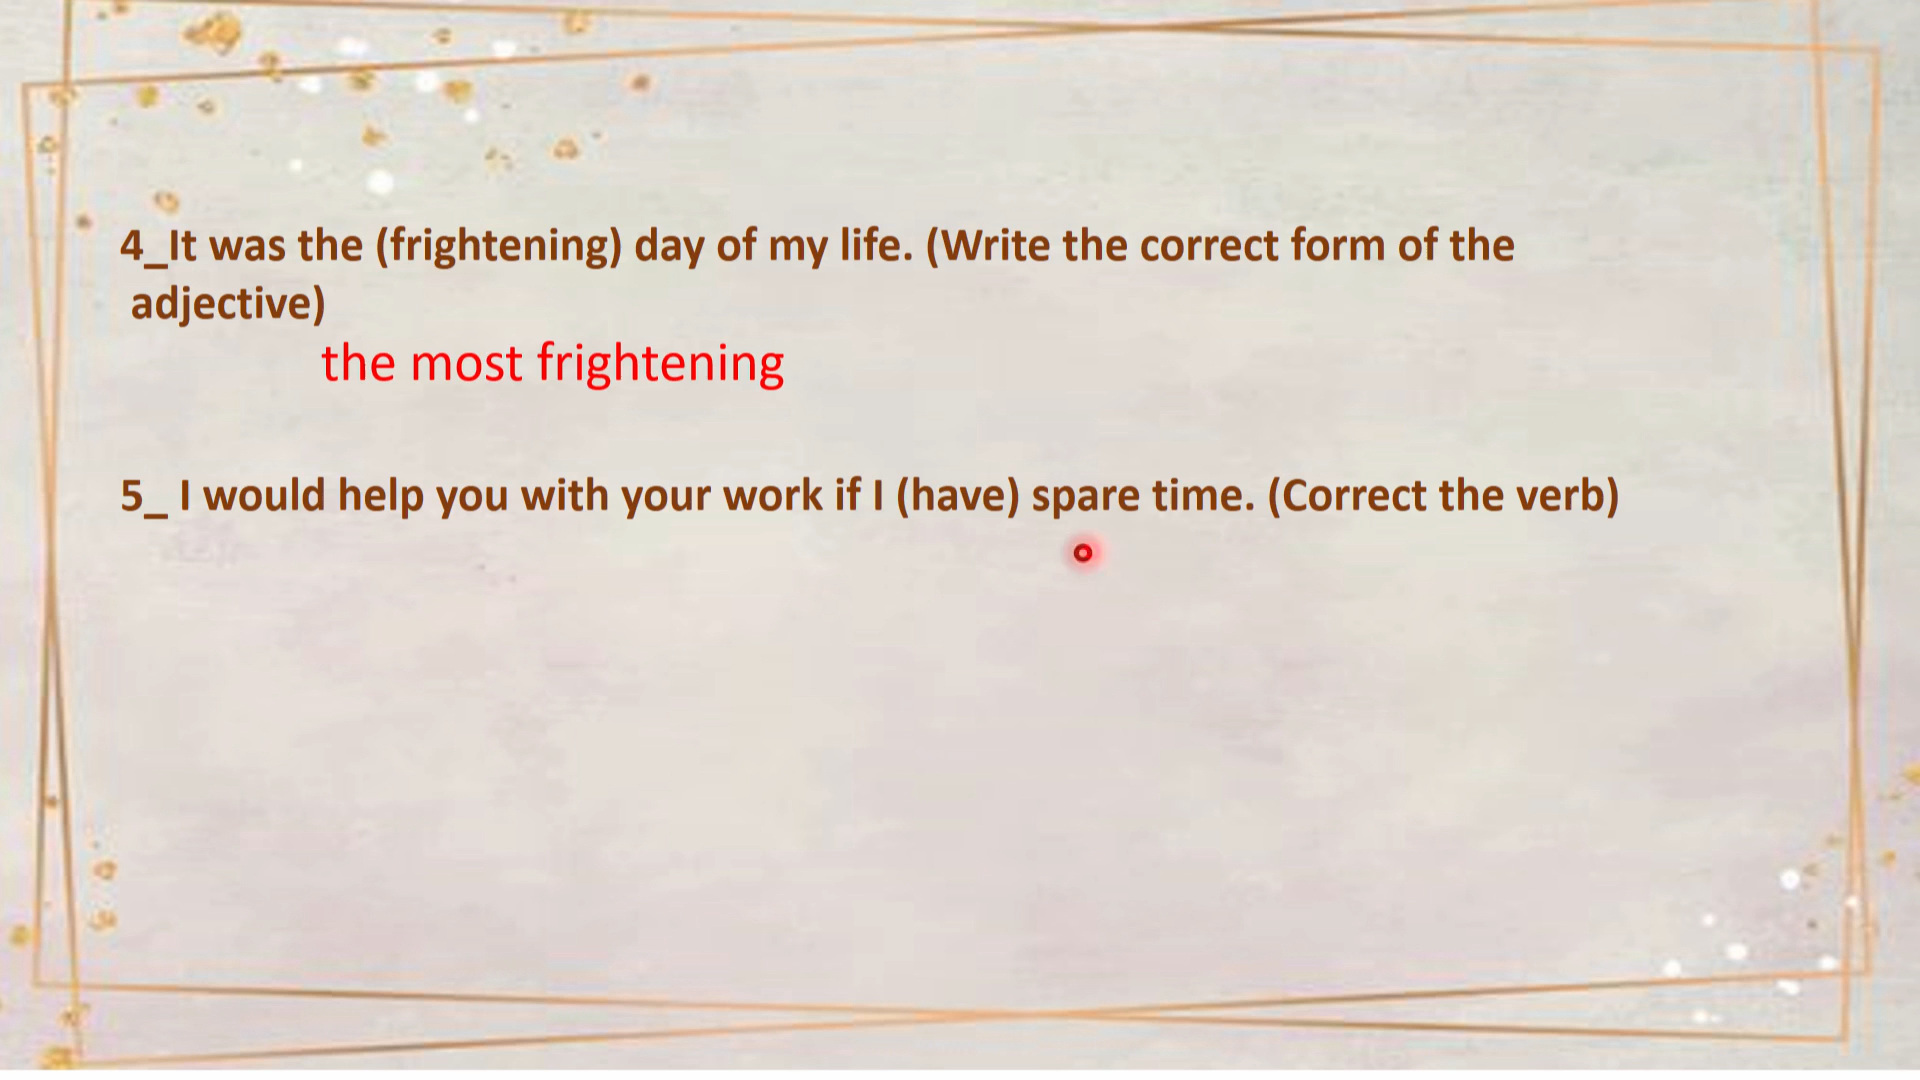 4_It was the (frightening) day of my life. (Write the correct form of the
adjective)
the most frightening
5_ I would help you with your work if I (have) spare time. (Correct the verb)